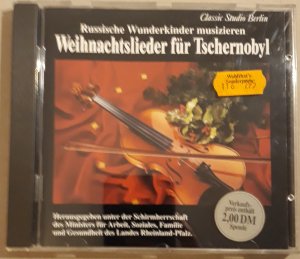 Classic Studio Berlin
Russische Wunderkinder musizieren
Weihnachtslieder für Tschernobyl
Verkaufs-
preis enthält
2,00 DM
Spende
Herausgegeben unter der Schirmherrschaft
des Ministers für Arbeit, Soziales, Familie
und Gesundheit des Landes Rheinland-Pfalz.